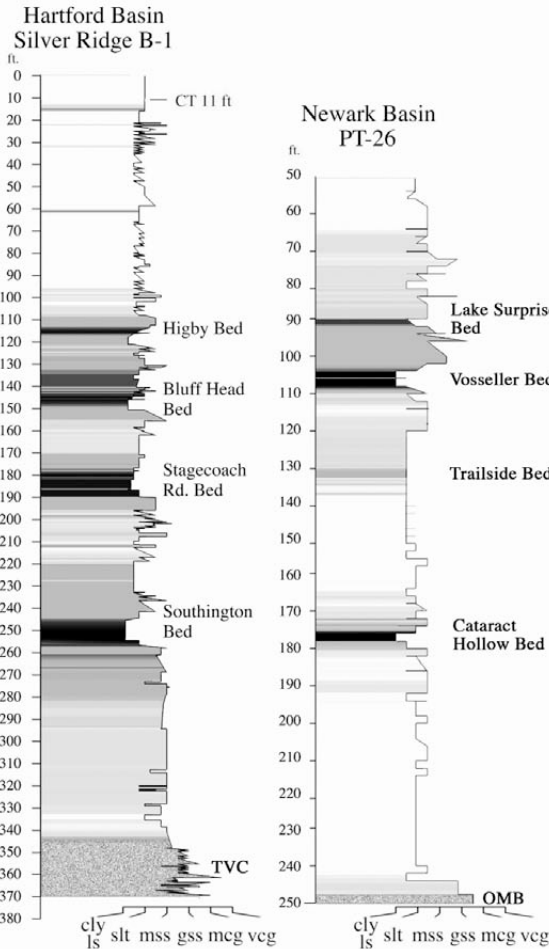 Hartford Basin
Silver Ridge B-1
ft.
0
10
20
30
40
50
60
70
80
90
100
110
120
130
140
150
160
170
180
190
200
210
220
230
240
250
260
270
280
290
300
310
320
330
340
350
360
370
380
CT 11 ft
Higby Bed
Bluff Head
Bed
Stagecoach
Rd. Bed
Southington
Bed
TVC
cly
ls
slt
mss
gss
mcg
vcg
Newark Basin
PT-26
ft.
50
60
70
80
90
100
110
120
130
140
150
160
170
180
190
200
210
220
230
240
250
Lake Surprise
Bed
Vosseller Bed
Trailside Bed
Cataract
Hollow Bed
OMB
cly
ls
slt
mss
gss
mcg
vcg